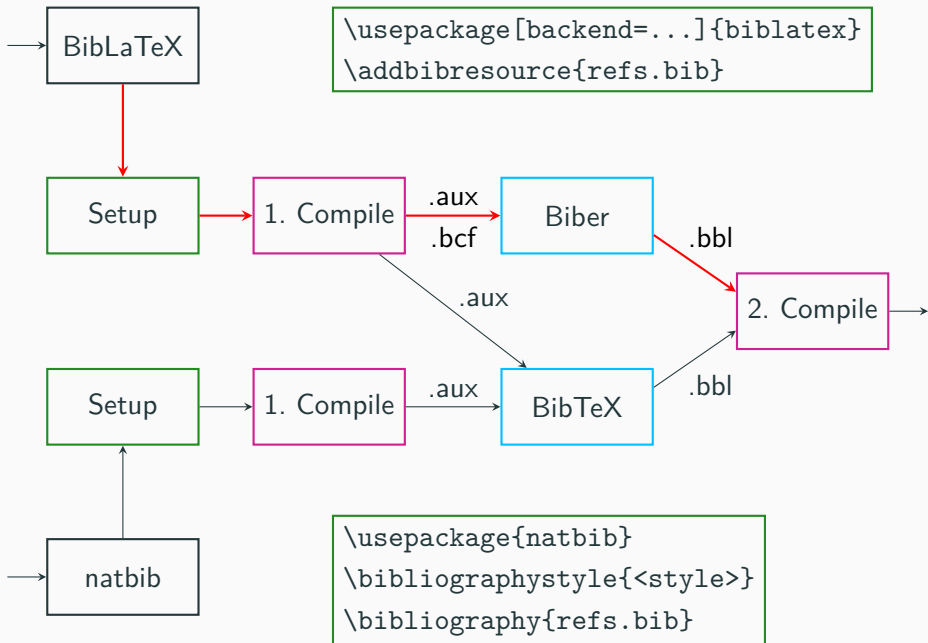 BibLaTeX
\usepackage[backend=...]{biblatex}
\addbibresource{refs.bib}
Setup
1. Compile
.aux
.bcf
Biber
.bbl
2. Compile
.aux
Setup
1. Compile
.aux
BibTeX
.bbl
natbib
\usepackage{natbib}
\bibliographystyle{<style>}
\bibliography{refs.bib}